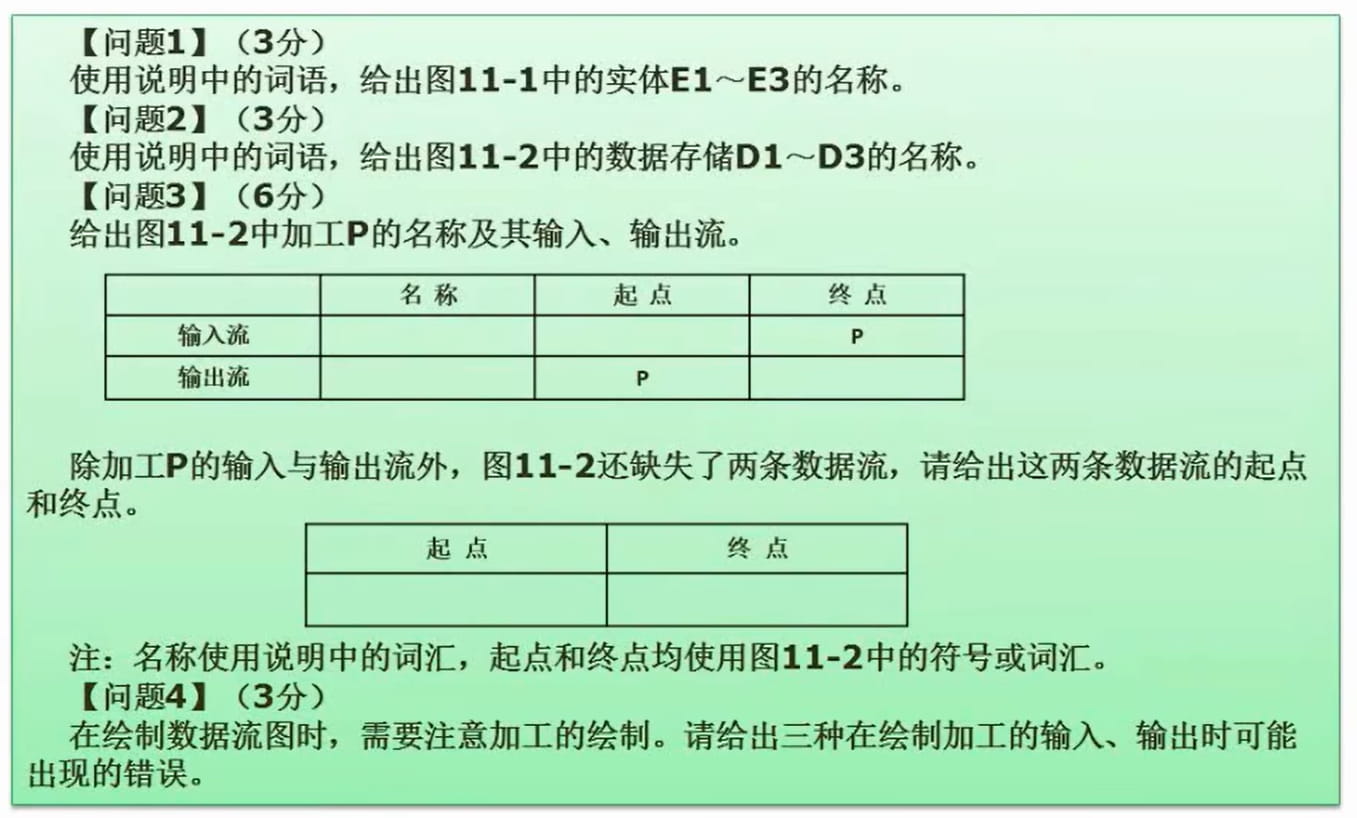 【问题1】（3分）
使用说明中的词语，给出图11-1中的实体E1～E3的名称。
【问题2】（3分）
使用说明中的词语，给出图11-2中的数据存储D1～D3的名称。
【问题3】（6分）
给出图11-2中加工P的名称及其输入、输出流。
名 称 起 点 终 点
输入流 P
输出流 P
除加工P的输入与输出流外，图11-2还缺失了两条数据流，请给出这两条数据流的起点
和终点。
起 点 终 点
注：名称使用说明中的词汇，起点和终点均使用图11-2中的符号或词汇。
【问题4】（3分）
在绘制数据流图时，需要注意加工的绘制。请给出三种在绘制加工的输入、输出时可能
出现的错误。